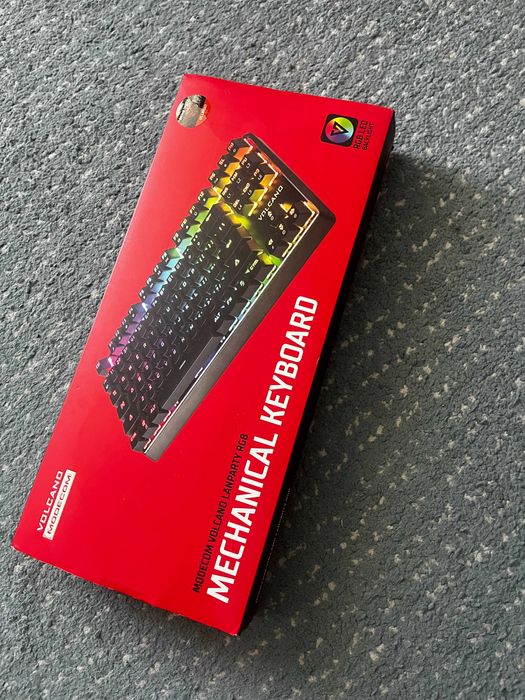 RGB LED
BACKLIGHT
VOLCANO
VOLCANO
MODECOM
MODECOM VOLCANO LANPARTY RGB
MECHANICAL KEYBOARD